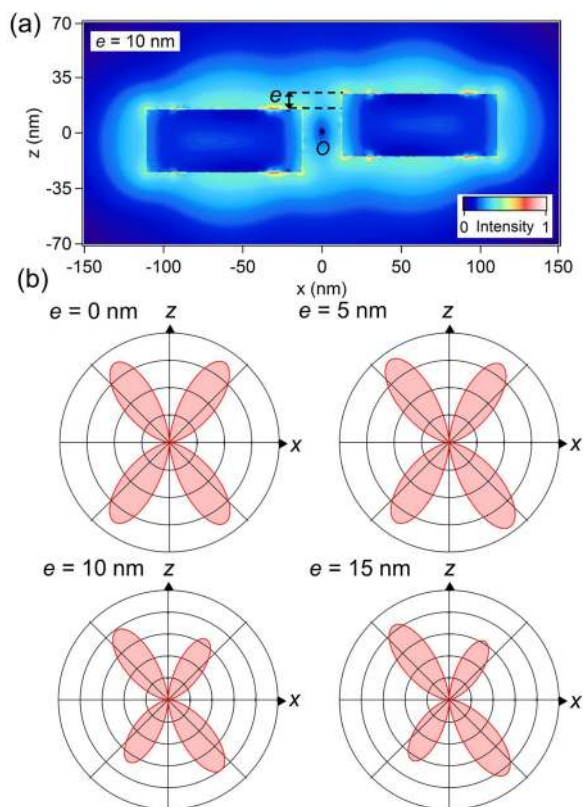 (a)
e = 10 nm
z (nm)
70
35
0
-35
-70
e
O
0 Intensity 1
-150 -100 -50 0 50 100 150
x (nm)
(b)
e = 0 nm z
x
e = 5 nm z
x
e = 10 nm z
x
e = 15 nm z
x